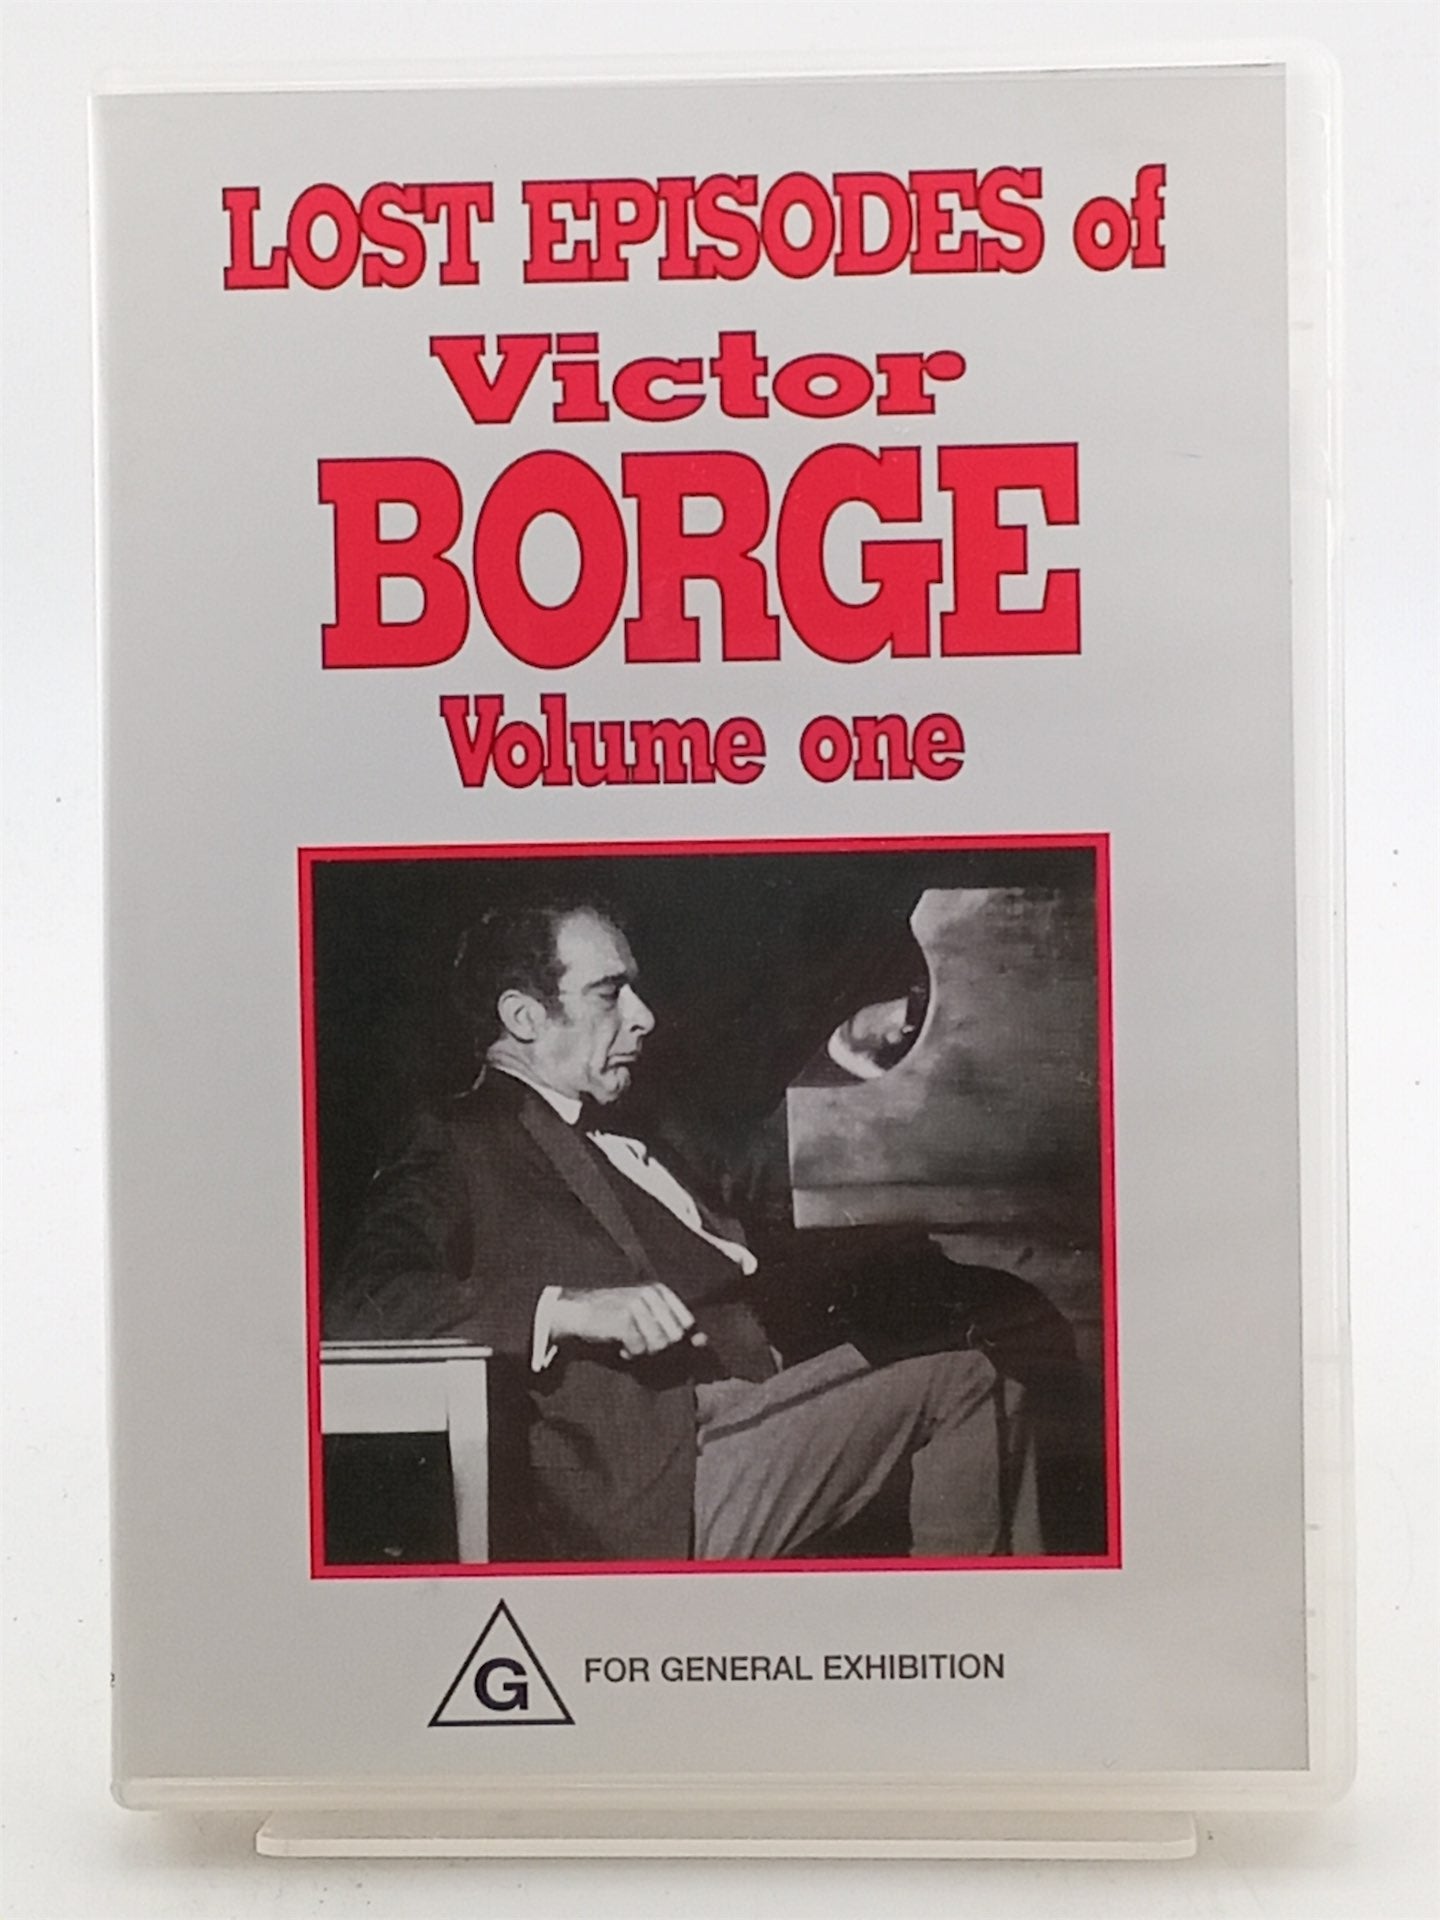 LOST EPISODES of
Victor
BORGE
Volume one
G FOR GENERAL EXHIBITION